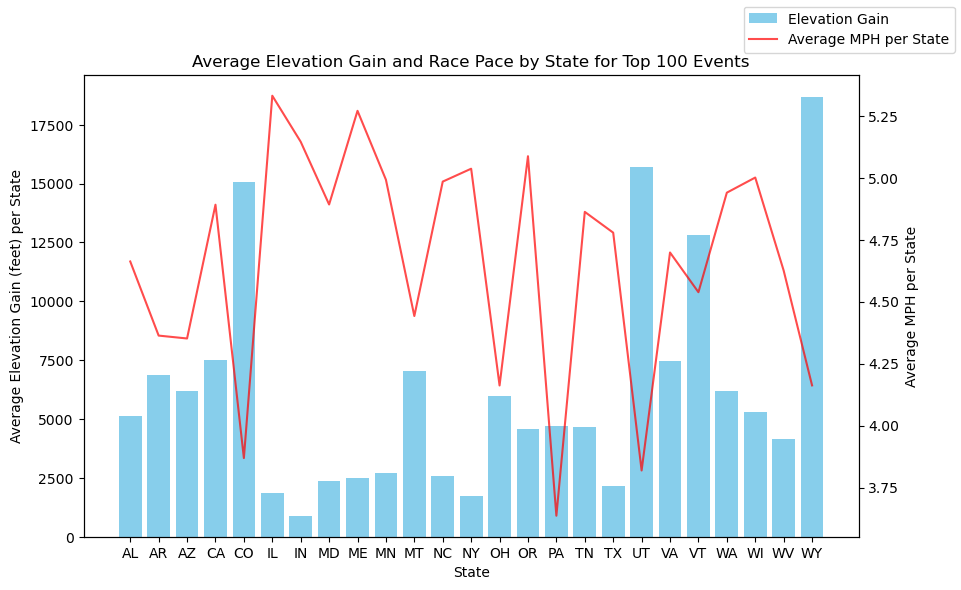 Elevation Gain
Average MPH per State
Average Elevation Gain and Race Pace by State for Top 100 Events
Average Elevation Gain (feet) per State
17500
15000
12500
10000
7500
5000
2500
0
5.25
5.00
4.75
4.50
4.25
4.00
3.75
Average MPH per State
AL AR AZ CA CO IL IN MD ME MN MT NC NY OH OR PA TN TX UT VA VT WA WI WV WY
State